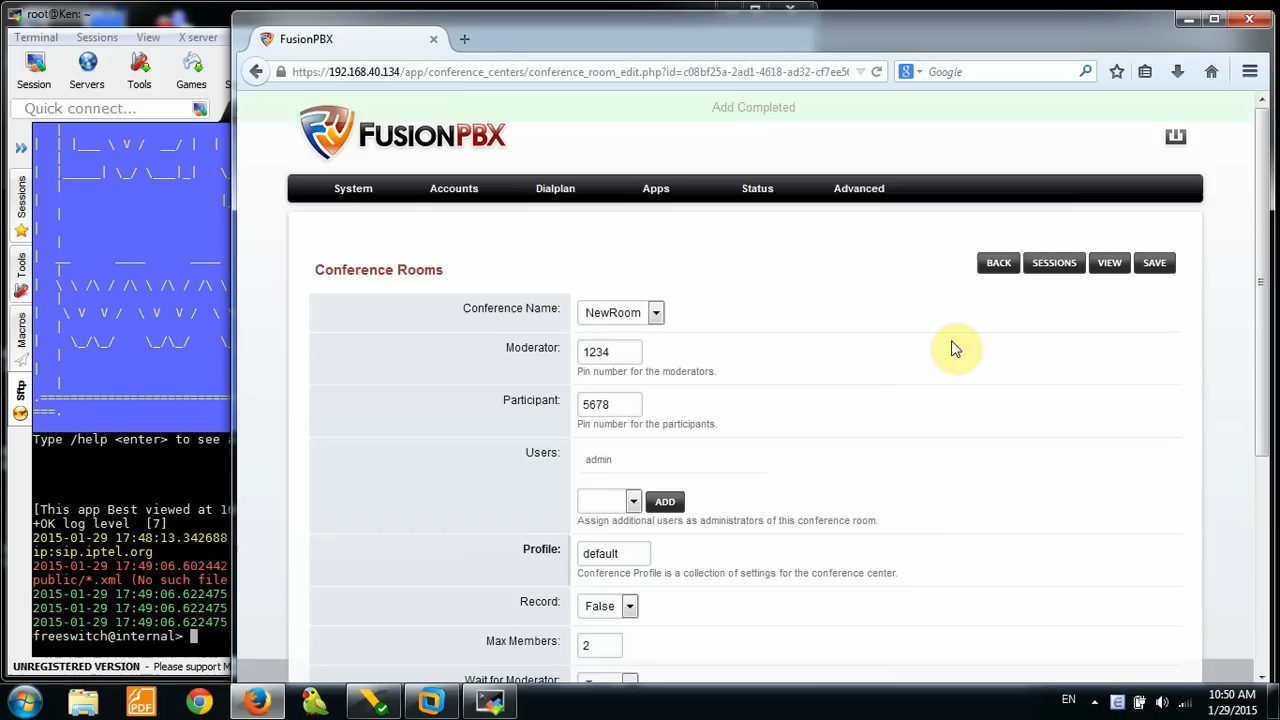 root@Ken:
Terminal Sessions View X server
Session Servers Tools Games
Quick connect...
Sessions
Tools
Macros
Sftp
Type /help <enter> to see
[This app Best viewed at
+OK log level [7]
2015-01-29 17:48:13.342688
ip:sip.iptel.org
2015-01-29 17:49:06.602442
public/*.xml (No such file
2015-01-29 17:49:06.622475
2015-01-29 17:49:06.622475
2015-01-29 17:49:06.622475
freeswitch@internal>
UNREGISTERED VERSION - Please support M
FusionPBX
https://192.168.40.134/app/conference_centers/conference_room_edit.php?id=c08bf25a-2ad1-4618-ad32-cf7ee56
Google
Add Completed
FUSIONPBX
System Accounts Dialplan Apps Status Advanced
Conference Rooms
BACK SESSIONS VIEW SAVE
Conference Name: NewRoom
Moderator: 1234
Pin number for the moderators.
Participant: 5678
Pin number for the participants.
Users: admin
ADD
Assign additional users as administrators of this conference room.
Profile: default
Conference Profile is a collection of settings for the conference center.
Record: False
Max Members: 2
Wait for Moderator:
PDF
EN
10:50 AM
1/29/2015